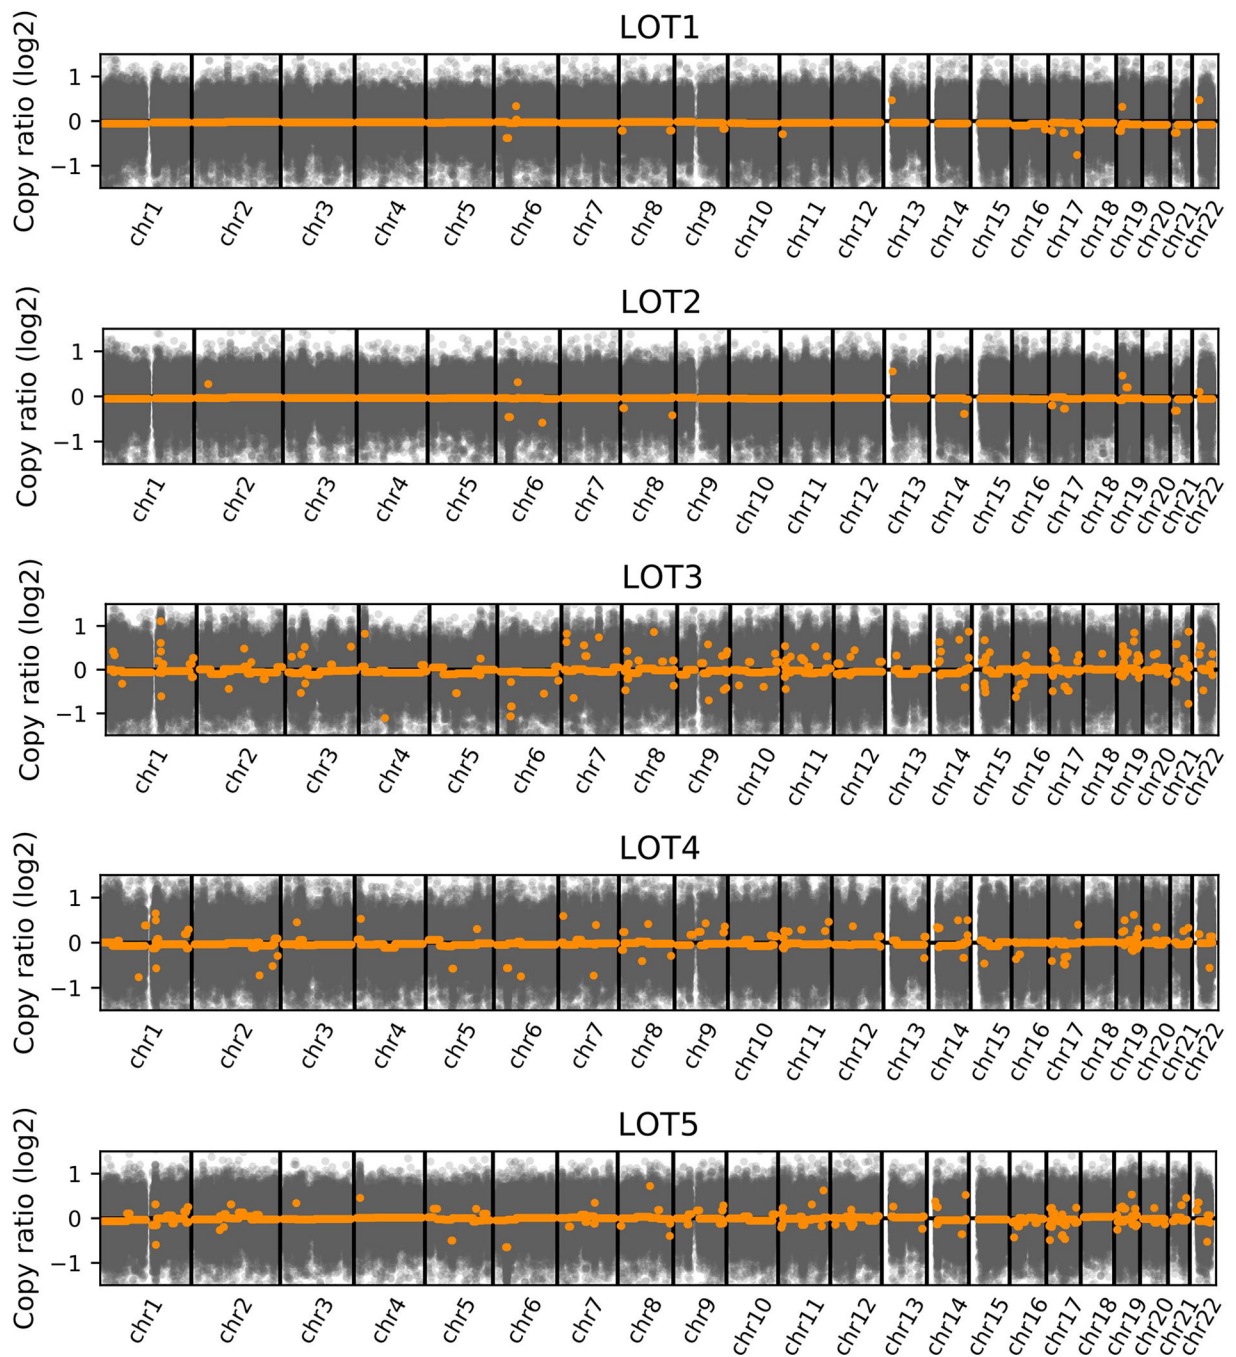 LOT1
Copy ratio (log2)
1
0
−1
chr1 chr2 chr3 chr4 chr5 chr6 chr7 chr8 chr9 chr10 chr11 chr12 chr13 chr14 chr15 chr16 chr17 chr18 chr19 chr20 chr21 chr22
LOT2
Copy ratio (log2)
1
0
−1
chr1 chr2 chr3 chr4 chr5 chr6 chr7 chr8 chr9 chr10 chr11 chr12 chr13 chr14 chr15 chr16 chr17 chr18 chr19 chr20 chr21 chr22
LOT3
Copy ratio (log2)
1
0
−1
chr1 chr2 chr3 chr4 chr5 chr6 chr7 chr8 chr9 chr10 chr11 chr12 chr13 chr14 chr15 chr16 chr17 chr18 chr19 chr20 chr21 chr22
LOT4
Copy ratio (log2)
1
0
−1
chr1 chr2 chr3 chr4 chr5 chr6 chr7 chr8 chr9 chr10 chr11 chr12 chr13 chr14 chr15 chr16 chr17 chr18 chr19 chr20 chr21 chr22
LOT5
Copy ratio (log2)
1
0
−1
chr1 chr2 chr3 chr4 chr5 chr6 chr7 chr8 chr9 chr10 chr11 chr12 chr13 chr14 chr15 chr16 chr17 chr18 chr19 chr20 chr21 chr22